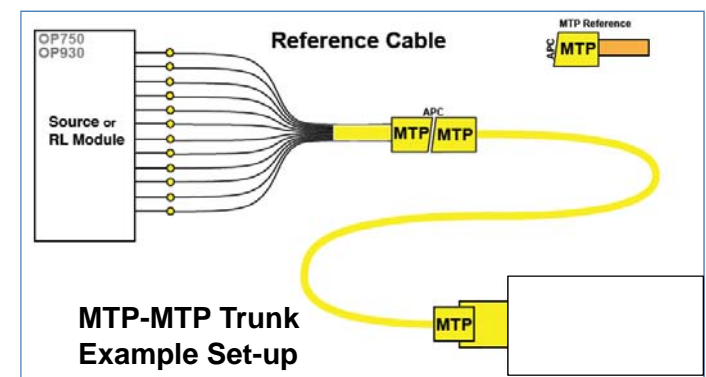 OP750
OP930
Reference Cable
MTP Reference
APC
MTP
Source or
RL Module
APC
MTP MTP
MTP
MTP-MTP Trunk
Example Set-up